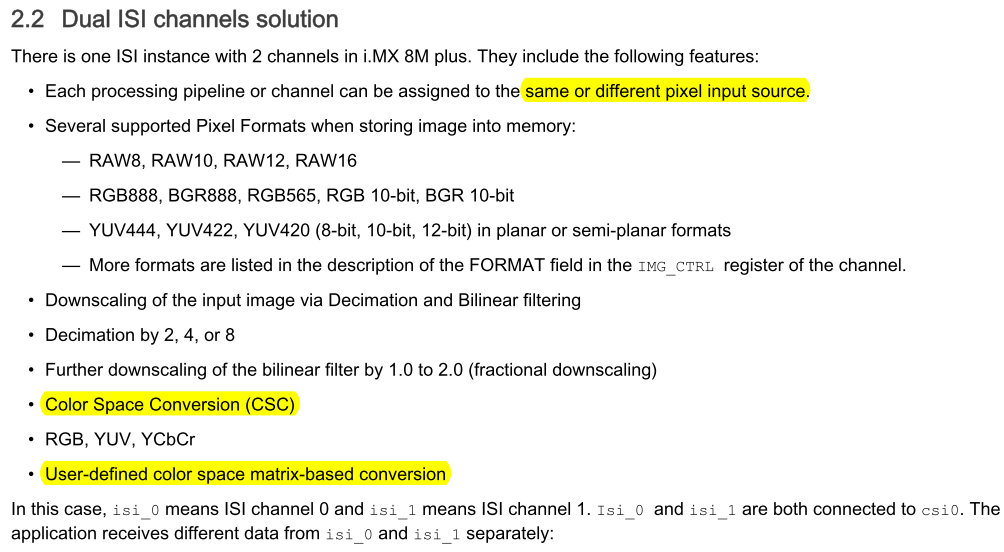 2.2 Dual ISI channels solution
There is one ISI instance with 2 channels in i.MX 8M plus. They include the following features:
• Each processing pipeline or channel can be assigned to the same or different pixel input source.
• Several supported Pixel Formats when storing image into memory:
— RAW8, RAW10, RAW12, RAW16
— RGB888, BGR888, RGB565, RGB 10-bit, BGR 10-bit
— YUV444, YUV422, YUV420 (8-bit, 10-bit, 12-bit) in planar or semi-planar formats
— More formats are listed in the description of the FORMAT field in the IMG_CTRL register of the channel.
• Downscaling of the input image via Decimation and Bilinear filtering
• Decimation by 2, 4, or 8
• Further downscaling of the bilinear filter by 1.0 to 2.0 (fractional downscaling)
• Color Space Conversion (CSC)
• RGB, YUV, YCbCr
• User-defined color space matrix-based conversion
In this case, isi_0 means ISI channel 0 and isi_1 means ISI channel 1. Isi_0 and isi_1 are both connected to csi0. The
application receives different data from isi_0 and isi_1 separately: